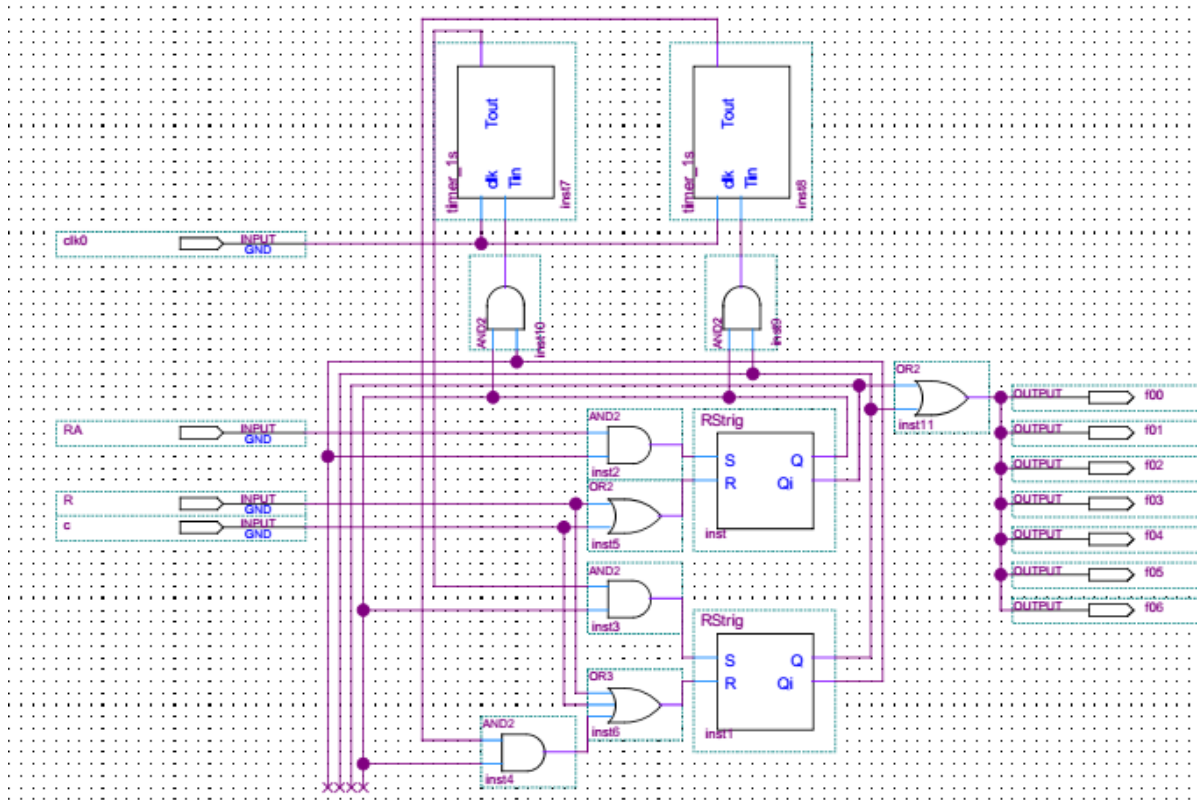 Tout
clk
Tin
timer_1s
inst7
Tout
clk
Tin
timer_1s
inst8
clk0
INPUT
GND
AND2
inst10
AND2
inst9
OR2
inst11
OUTPUT
f00
OUTPUT
f01
OUTPUT
f02
OUTPUT
f03
OUTPUT
f04
OUTPUT
f05
OUTPUT
f06
RA
INPUT
GND
AND2
inst2
RStrig
S
Q
R
Qi
inst
R
INPUT
GND
c
INPUT
GND
OR2
inst5
AND2
inst3
RStrig
S
Q
R
Qi
inst1
OR3
inst6
AND2
inst4